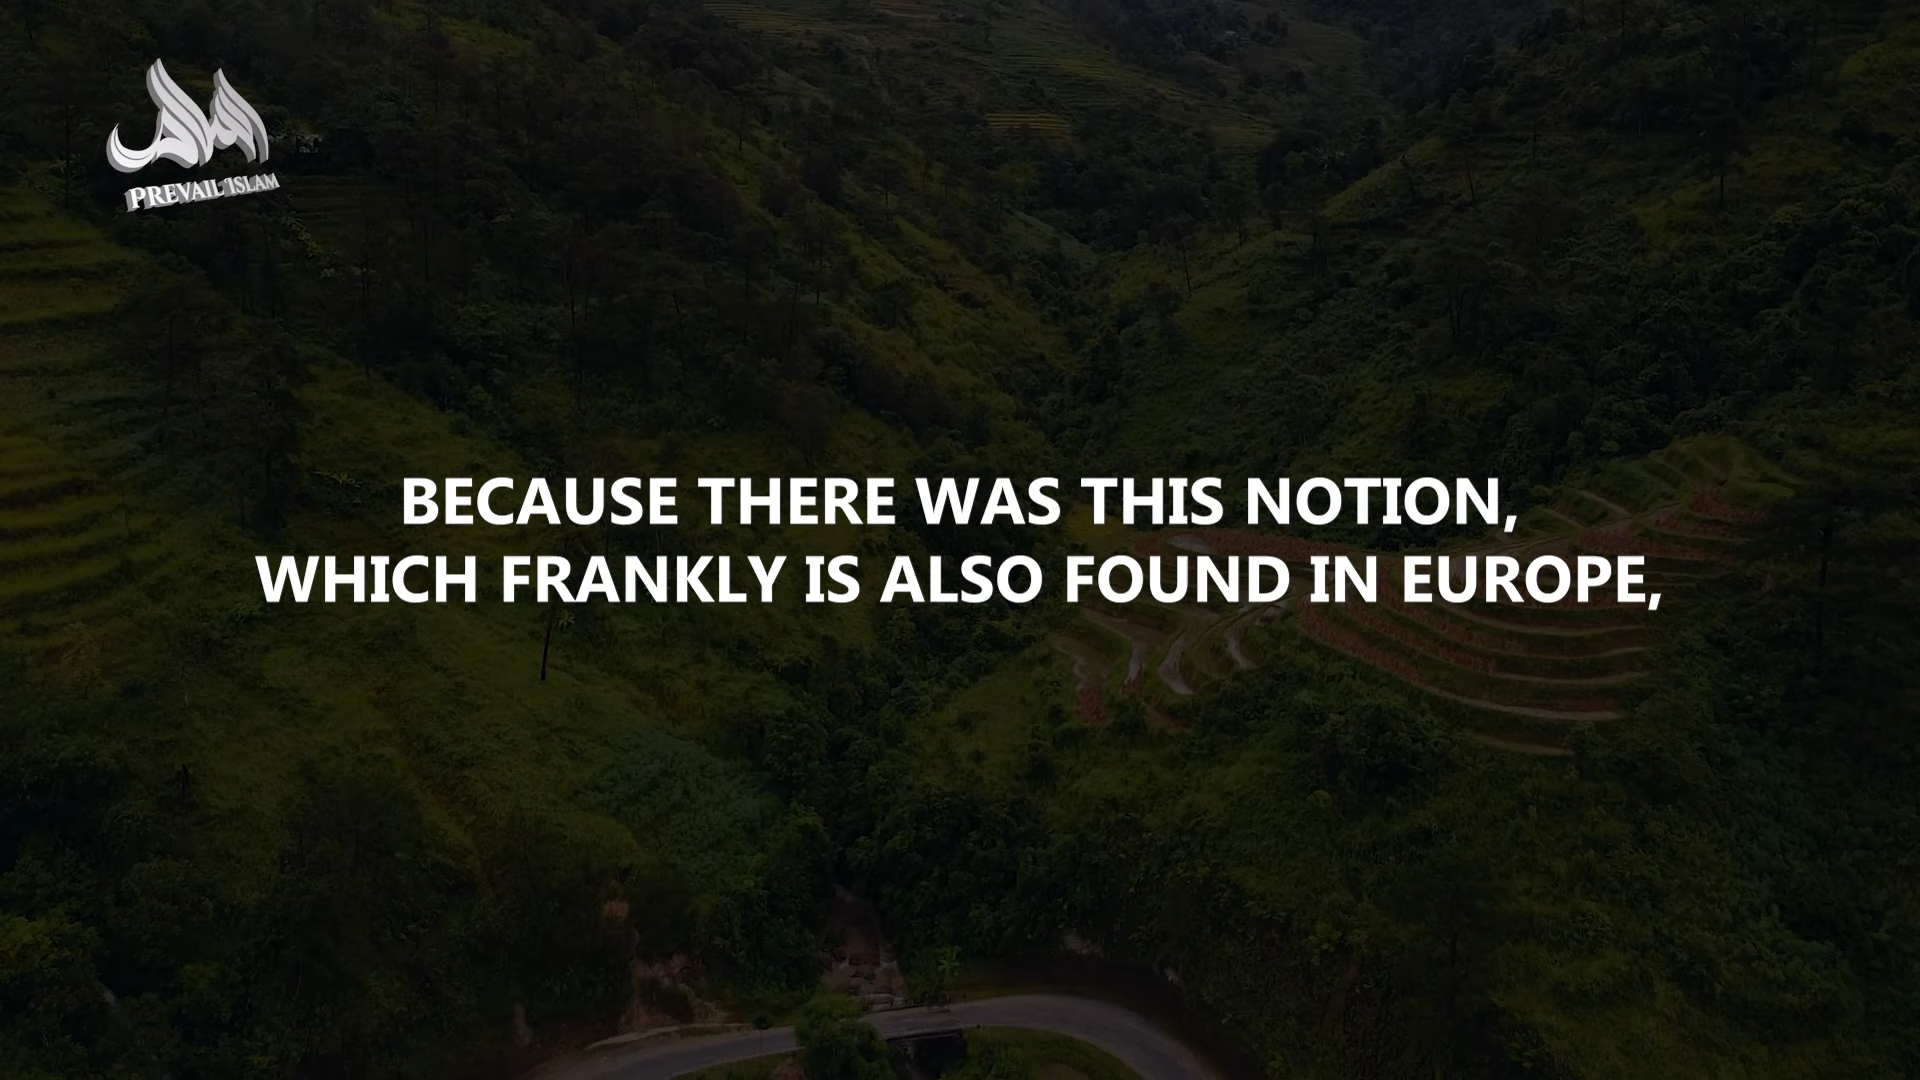 PREVAIL ISLAM
BECAUSE THERE WAS THIS NOTION,
WHICH FRANKLY IS ALSO FOUND IN EUROPE,